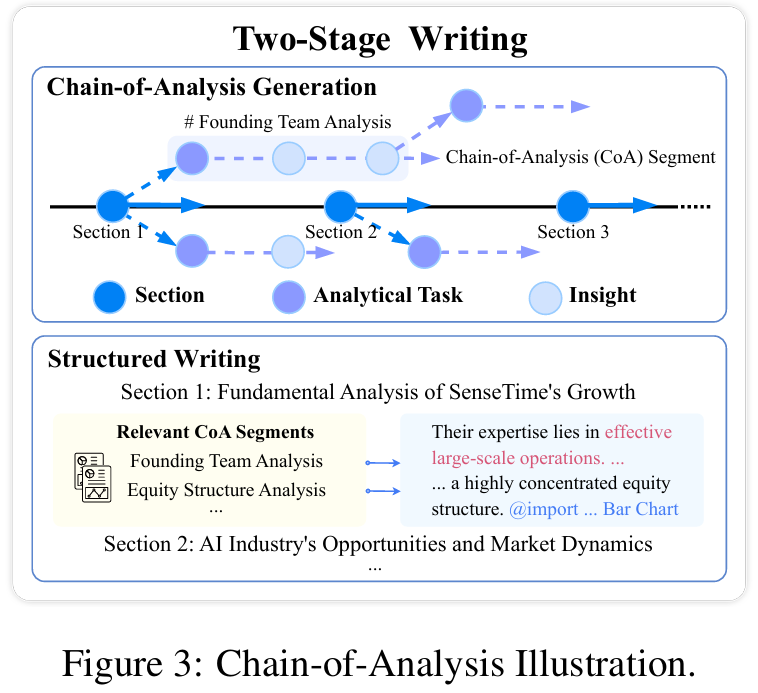 Two-Stage Writing
Chain-of-Analysis Generation
# Founding Team Analysis
Chain-of-Analysis (CoA) Segment
Section 1
Section 2
Section 3
Section
Analytical Task
Insight
Structured Writing
Section 1: Fundamental Analysis of SenseTime's Growth
Relevant CoA Segments
Founding Team Analysis
Equity Structure Analysis
...
Their expertise lies in effective
large-scale operations. ...
... a highly concentrated equity
structure. @import ... Bar Chart
Section 2: AI Industry's Opportunities and Market Dynamics
...
Figure 3: Chain-of-Analysis Illustration.